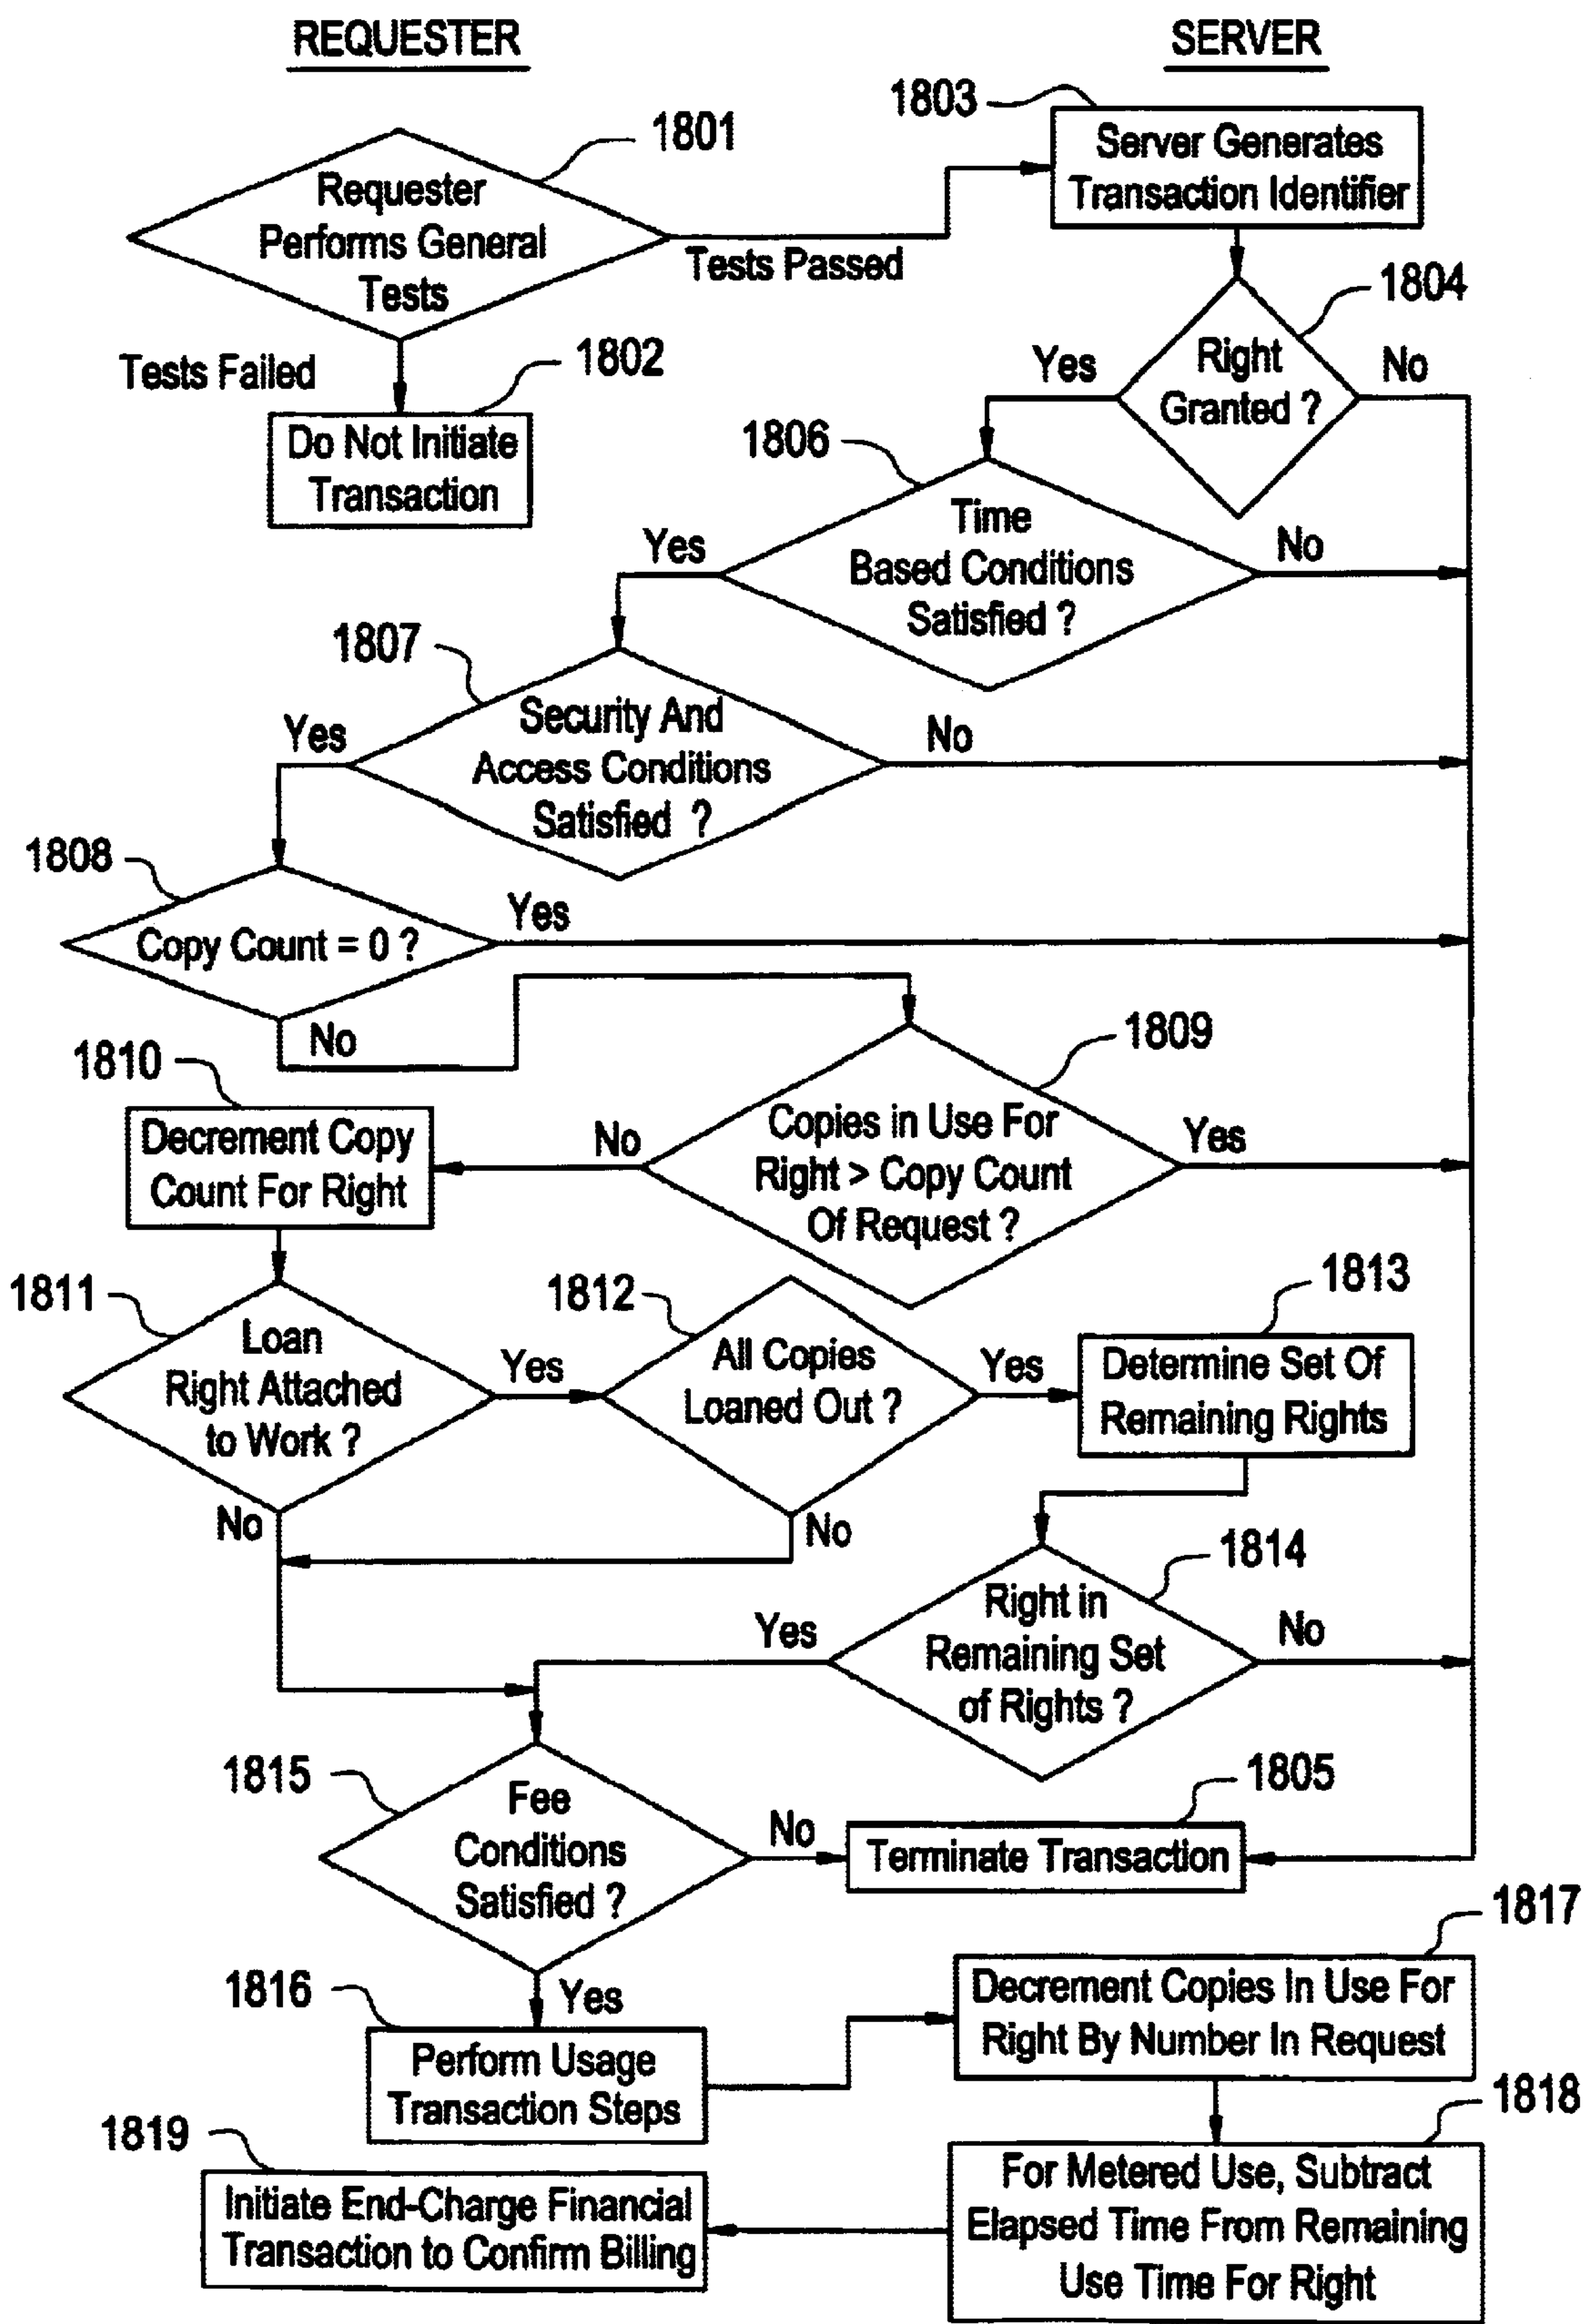 REQUESTER
SERVER
1801
Requester
Performs General
Tests
Tests Passed
Tests Failed
1802
Do Not Initiate
Transaction
1803
Server Generates
Transaction Identifier
1804
Right
Granted ?
Yes
No
1806
Time
Based Conditions
Satisfied ?
Yes
No
1807
Security And
Access Conditions
Satisfied ?
Yes
No
1808
Copy Count = 0 ?
Yes
No
1809
Copies in Use For
Right > Copy Count
Of Request ?
No
Yes
1810
Decrement Copy
Count For Right
1811
Loan
Right Attached
to Work ?
Yes
No
1812
All Copies
Loaned Out ?
Yes
No
1813
Determine Set Of
Remaining Rights
1814
Right in
Remaining Set
of Rights ?
Yes
No
1815
Fee
Conditions
Satisfied ?
No
Yes
1805
Terminate Transaction
1816
Perform Usage
Transaction Steps
1817
Decrement Copies In Use For
Right By Number In Request
1818
For Metered Use, Subtract
Elapsed Time From Remaining
Use Time For Right
1819
Initiate End-Charge Financial
Transaction to Confirm Billing